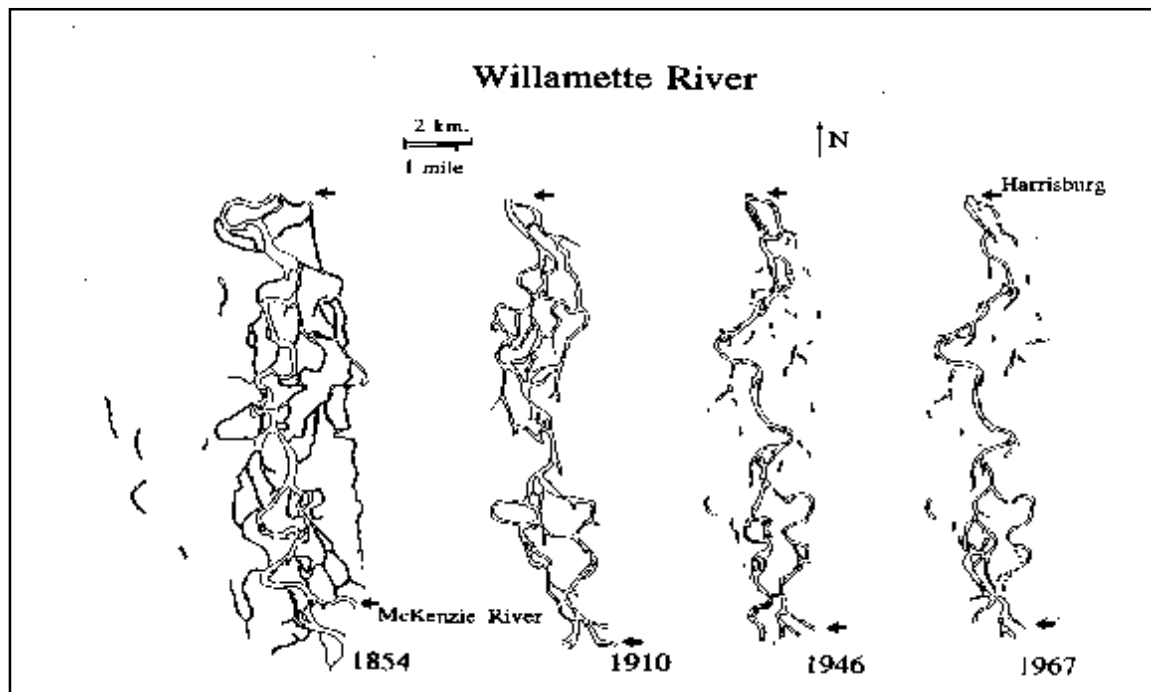 Willamette River
2 km.
1 mile
N
Harrisburg
McKenzie River
1854
1910
1946
1967